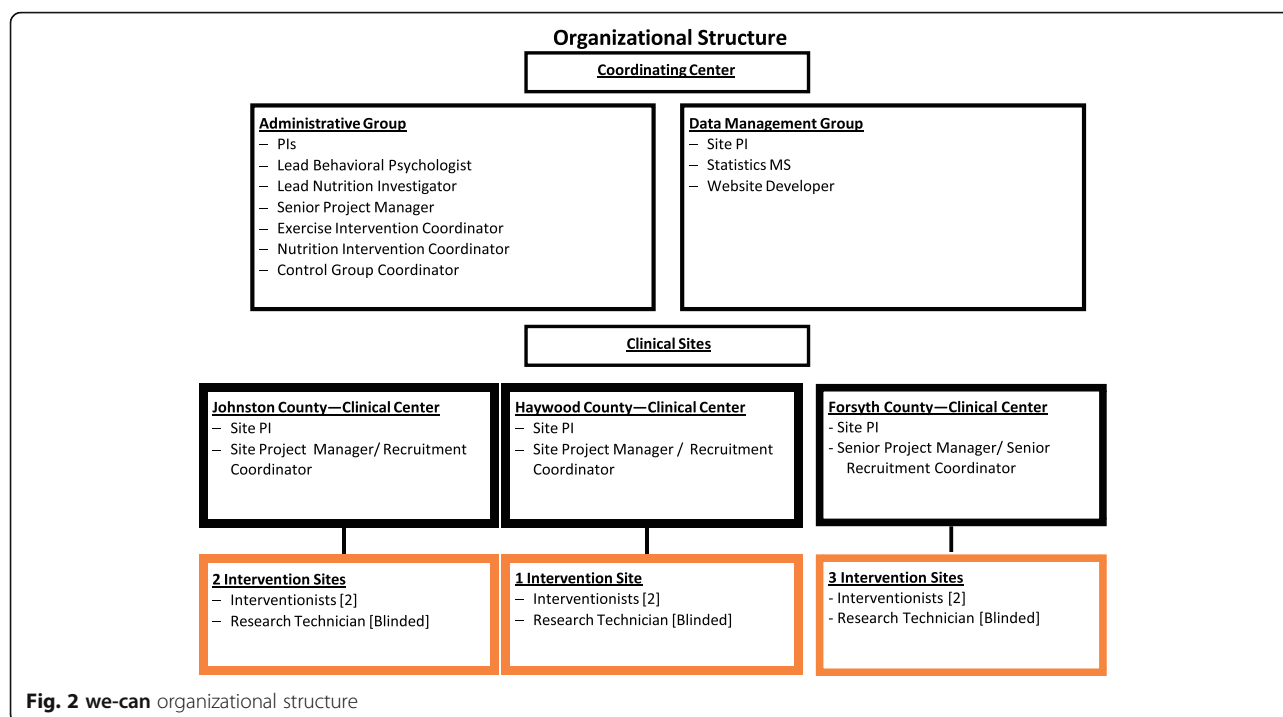 Organizational Structure
Coordinating Center
Administrative Group
– PIs
– Lead Behavioral Psychologist
– Lead Nutrition Investigator
– Senior Project Manager
– Exercise Intervention Coordinator
– Nutrition Intervention Coordinator
– Control Group Coordinator
Data Management Group
– Site PI
– Statistics MS
– Website Developer
Clinical Sites
Johnston County—Clinical Center
– Site PI
– Site Project Manager/ Recruitment
Coordinator
Haywood County—Clinical Center
– Site PI
– Site Project Manager / Recruitment
Coordinator
Forsyth County—Clinical Center
- Site PI
- Senior Project Manager/ Senior
Recruitment Coordinator
2 Intervention Sites
– Interventionists [2]
– Research Technician [Blinded]
1 Intervention Site
– Interventionists [2]
– Research Technician [Blinded]
3 Intervention Sites
- Interventionists [2]
- Research Technician [Blinded]
Fig. 2 we-can organizational structure